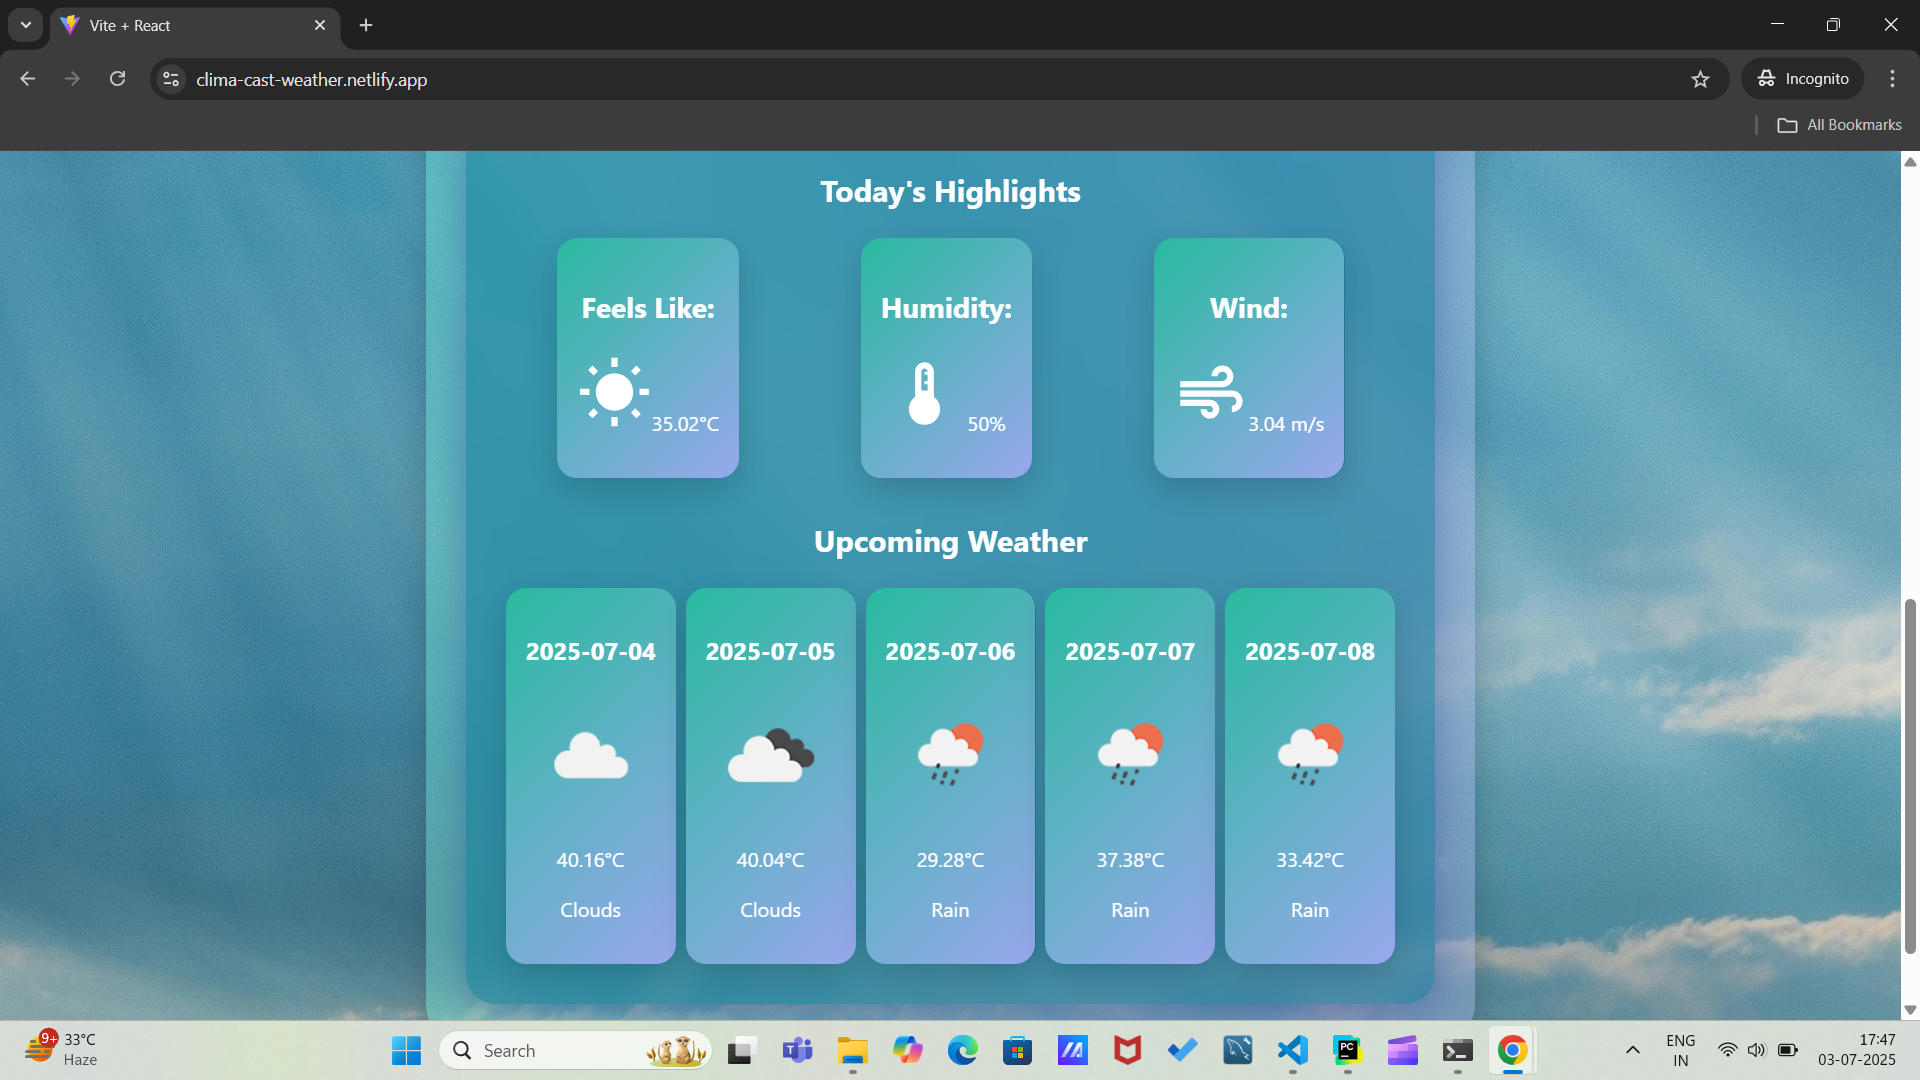 Vite + React
clima-cast-weather.netlify.app
Incognito
All Bookmarks
Today's Highlights
Feels Like:
35.02°C
Humidity:
50%
Wind:
3.04 m/s
Upcoming Weather
2025-07-04
40.16°C
Clouds
2025-07-05
40.04°C
Clouds
2025-07-06
29.28°C
Rain
2025-07-07
37.38°C
Rain
2025-07-08
33.42°C
Rain
9+
33°C
Haze
Search
T
PC
ENG
IN
17:47
03-07-2025